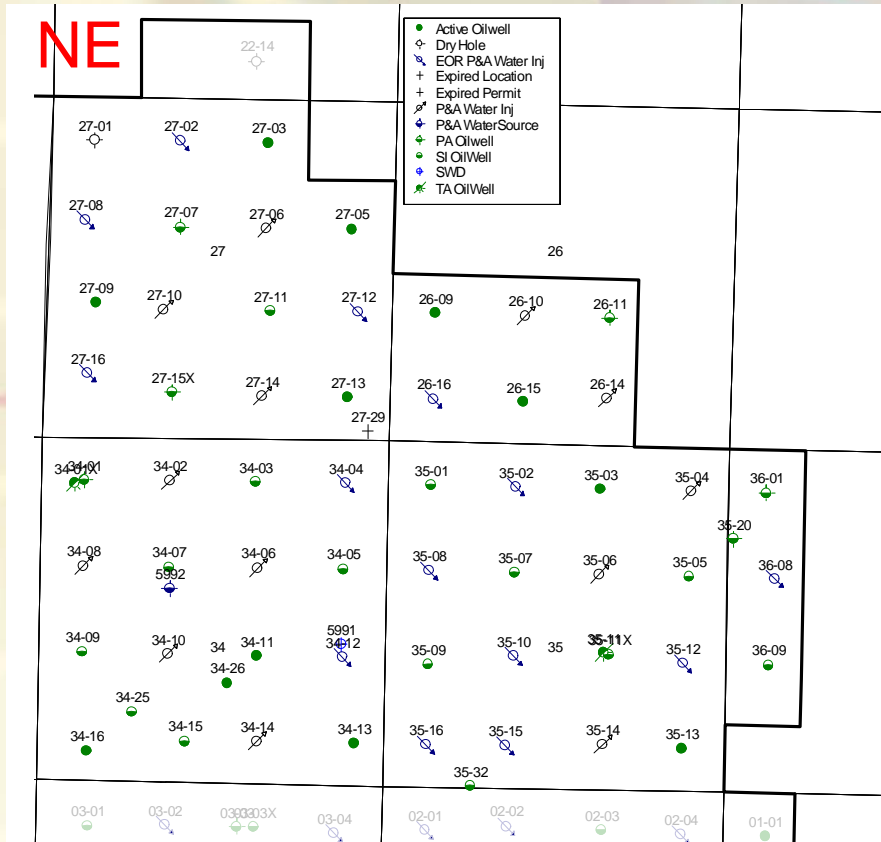 NE
22-14
Active Oilwell
Dry Hole
EOR P&A Water Inj
Expired Location
Expired Permit
P&A Water Inj
P&A WaterSource
PA Oilwell
SI OilWell
SWD
TA OilWell
27-01 27-02 27-03
27-08 27-07 27-06 27-05
27 26
27-09 27-10 27-11 27-12 26-09 26-10 26-11
27-16 27-15X 27-14 27-13 26-16 26-15 26-14
27-29
34-01X 34-01 34-02 34-03 34-04 35-01 35-02 35-03 35-04 36-01
35-20
34-08 34-07 34-06 34-05 35-08 35-07 35-06 35-05 36-08
5992
5991
34-09 34-10 34 34-11 34-12 35-09 35-10 35 35-11 35-11X 35-12 36-09
34-26
34-25
34-16 34-15 34-14 34-13 35-16 35-15 35-14 35-13
35-32
03-01 03-02 03-03X 03-04 02-01 02-02 02-03 02-04 01-01